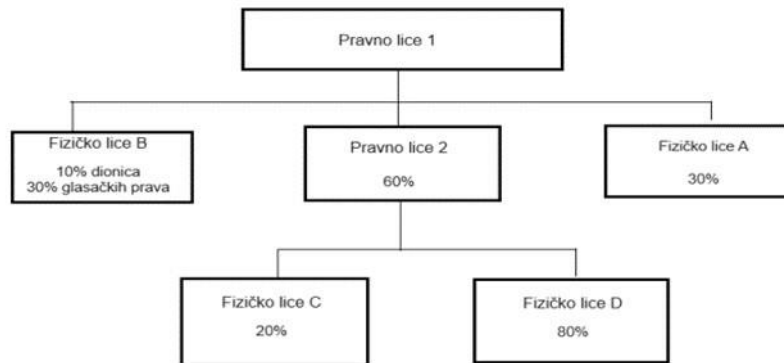 Pravno lice 1
Fizičko lice B
10% dionica
30% glasačkih prava
Pravno lice 2
60%
Fizičko lice A
30%
Fizičko lice C
20%
Fizičko lice D
80%